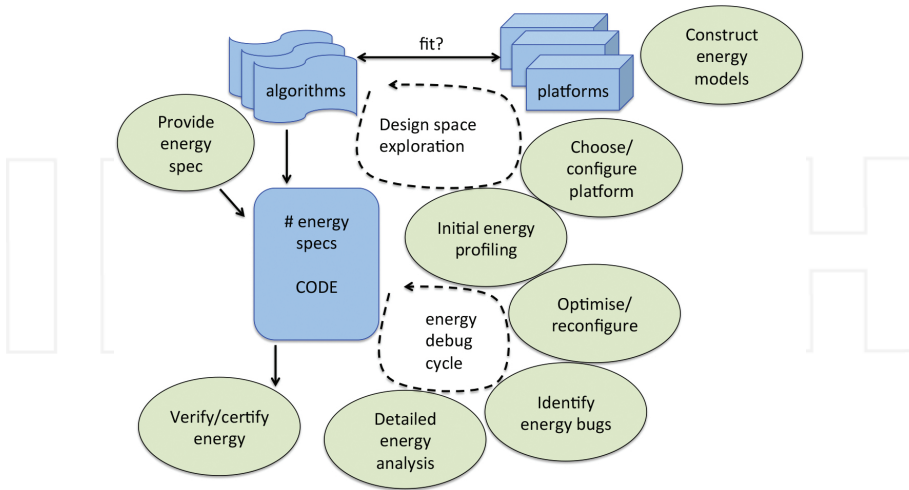 fit?
Construct
energy
models
algorithms
platforms
Provide
energy
spec
Design space
exploration
Choose/
configure
platform
# energy
specs
CODE
Initial energy
profiling
energy
debug
cycle
Optimise/
reconfigure
Verify/certify
energy
Detailed
energy
analysis
Identify
energy bugs